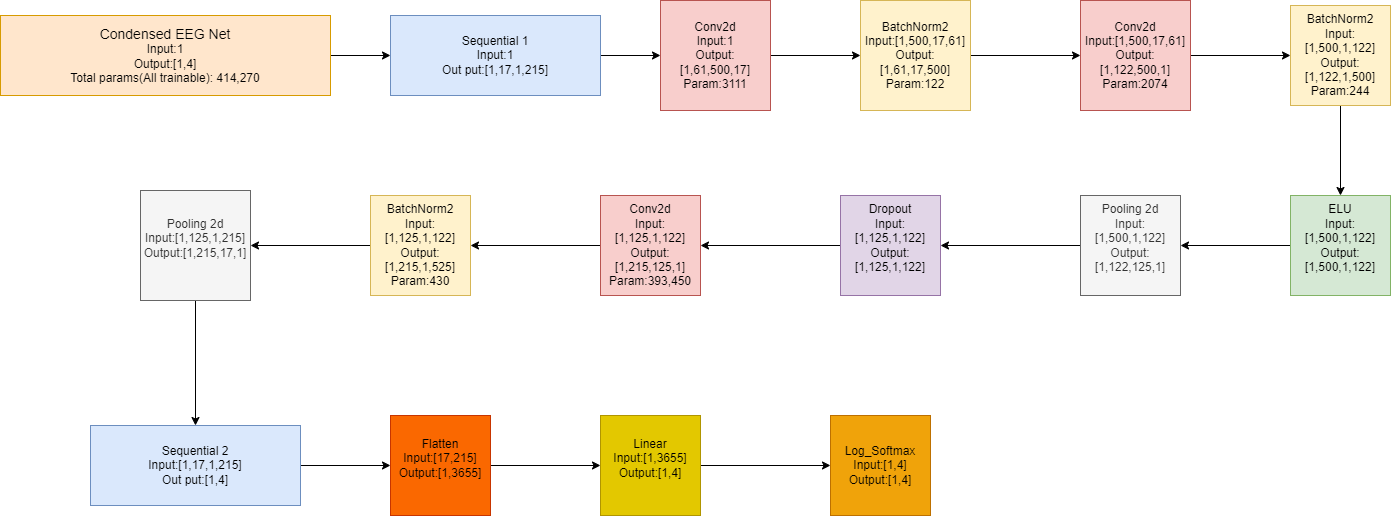 Condensed EEG Net
Input:1
Output:[1,4]
Total params(All trainable): 414,270
Sequential 1
Input:1
Out put:[1,17,1,215]
Conv2d
Input:1
Output:
[1,61,500,17]
Param:3111
BatchNorm2
Input:[1,500,17,61]
Output:
[1,61,17,500]
Param:122
Conv2d
Input:[1,500,17,61]
Output:
[1,122,500,1]
Param:2074
BatchNorm2
Input:
[1,500,1,122]
Output:
[1,122,1,500]
Param:244
ELU
Input:
[1,500,1,122]
Output:
[1,500,1,122]
Pooling 2d
Input:
[1,500,1,122]
Output:
[1,122,125,1]
Dropout
Input:
[1,125,1,122]
Output:
[1,125,1,122]
Conv2d
Input:
[1,125,1,122]
Output:
[1,215,125,1]
Param:393,450
BatchNorm2
Input:
[1,125,1,122]
Output:
[1,215,1,525]
Param:430
Pooling 2d
Input:[1,125,1,215]
Output:[1,215,17,1]
Sequential 2
Input:[1,17,1,215]
Out put:[1,4]
Flatten
Input:[17,215]
Output:[1,3655]
Linear
Input:[1,3655]
Output:[1,4]
Log_Softmax
Input:[1,4]
Output:[1,4]